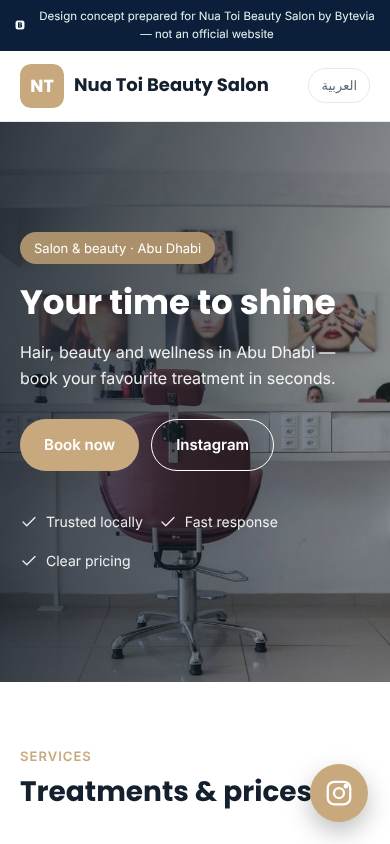 Design concept prepared for Nua Toi Beauty Salon by Bytevia
— not an official website
NT
Nua Toi Beauty Salon
العربية
Salon & beauty · Abu Dhabi
Your time to shine
Hair, beauty and wellness in Abu Dhabi —
book your favourite treatment in seconds.
Book now
Instagram
Trusted locally
Fast response
Clear pricing
SERVICES
Treatments & prices